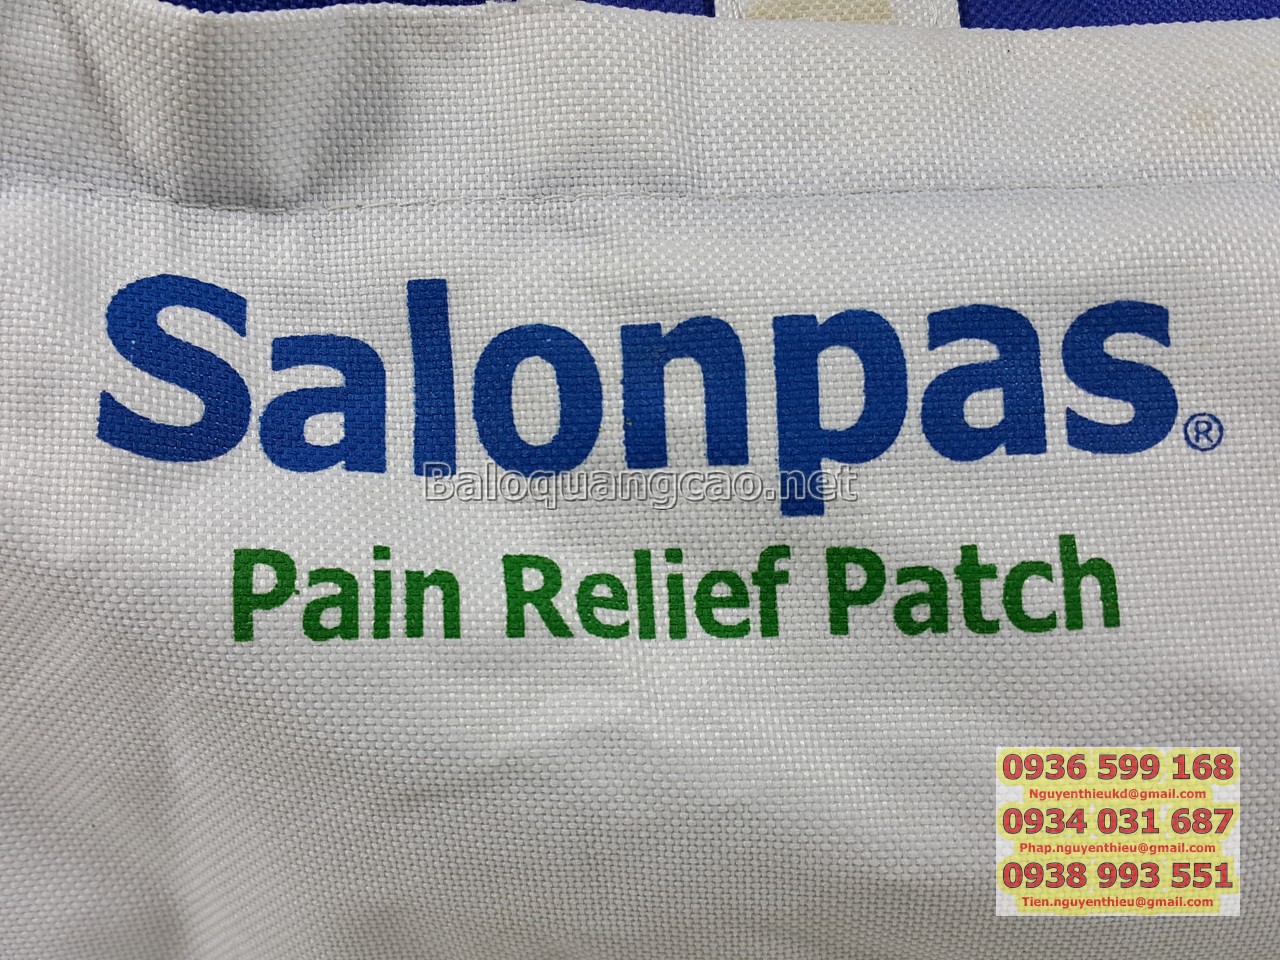 Salonpas®
Baloquangcao.net
Pain Relief Patch
0936 599 168
Nguyenthieukd@gmail.com
0934 031 687
Phap.nguyenthieu@gmail.com
0938 993 551
Tien.nguyenthieu@gmail.com